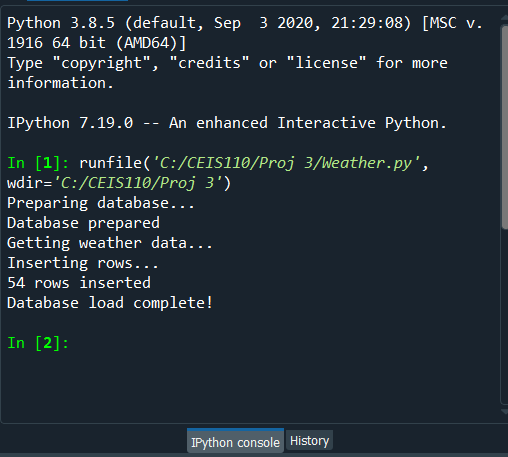 Python 3.8.5 (default, Sep  3 2020, 21:29:08) [MSC v.
1916 64 bit (AMD64)]
Type "copyright", "credits" or "license" for more
information.
IPython 7.19.0 -- An enhanced Interactive Python.
In [1]: runfile('C:/CEIS110/Proj 3/Weather.py',
wdir='C:/CEIS110/Proj 3')
Preparing database...
Database prepared
Getting weather data...
Inserting rows...
54 rows inserted
Database load complete!
In [2]:
IPython console History